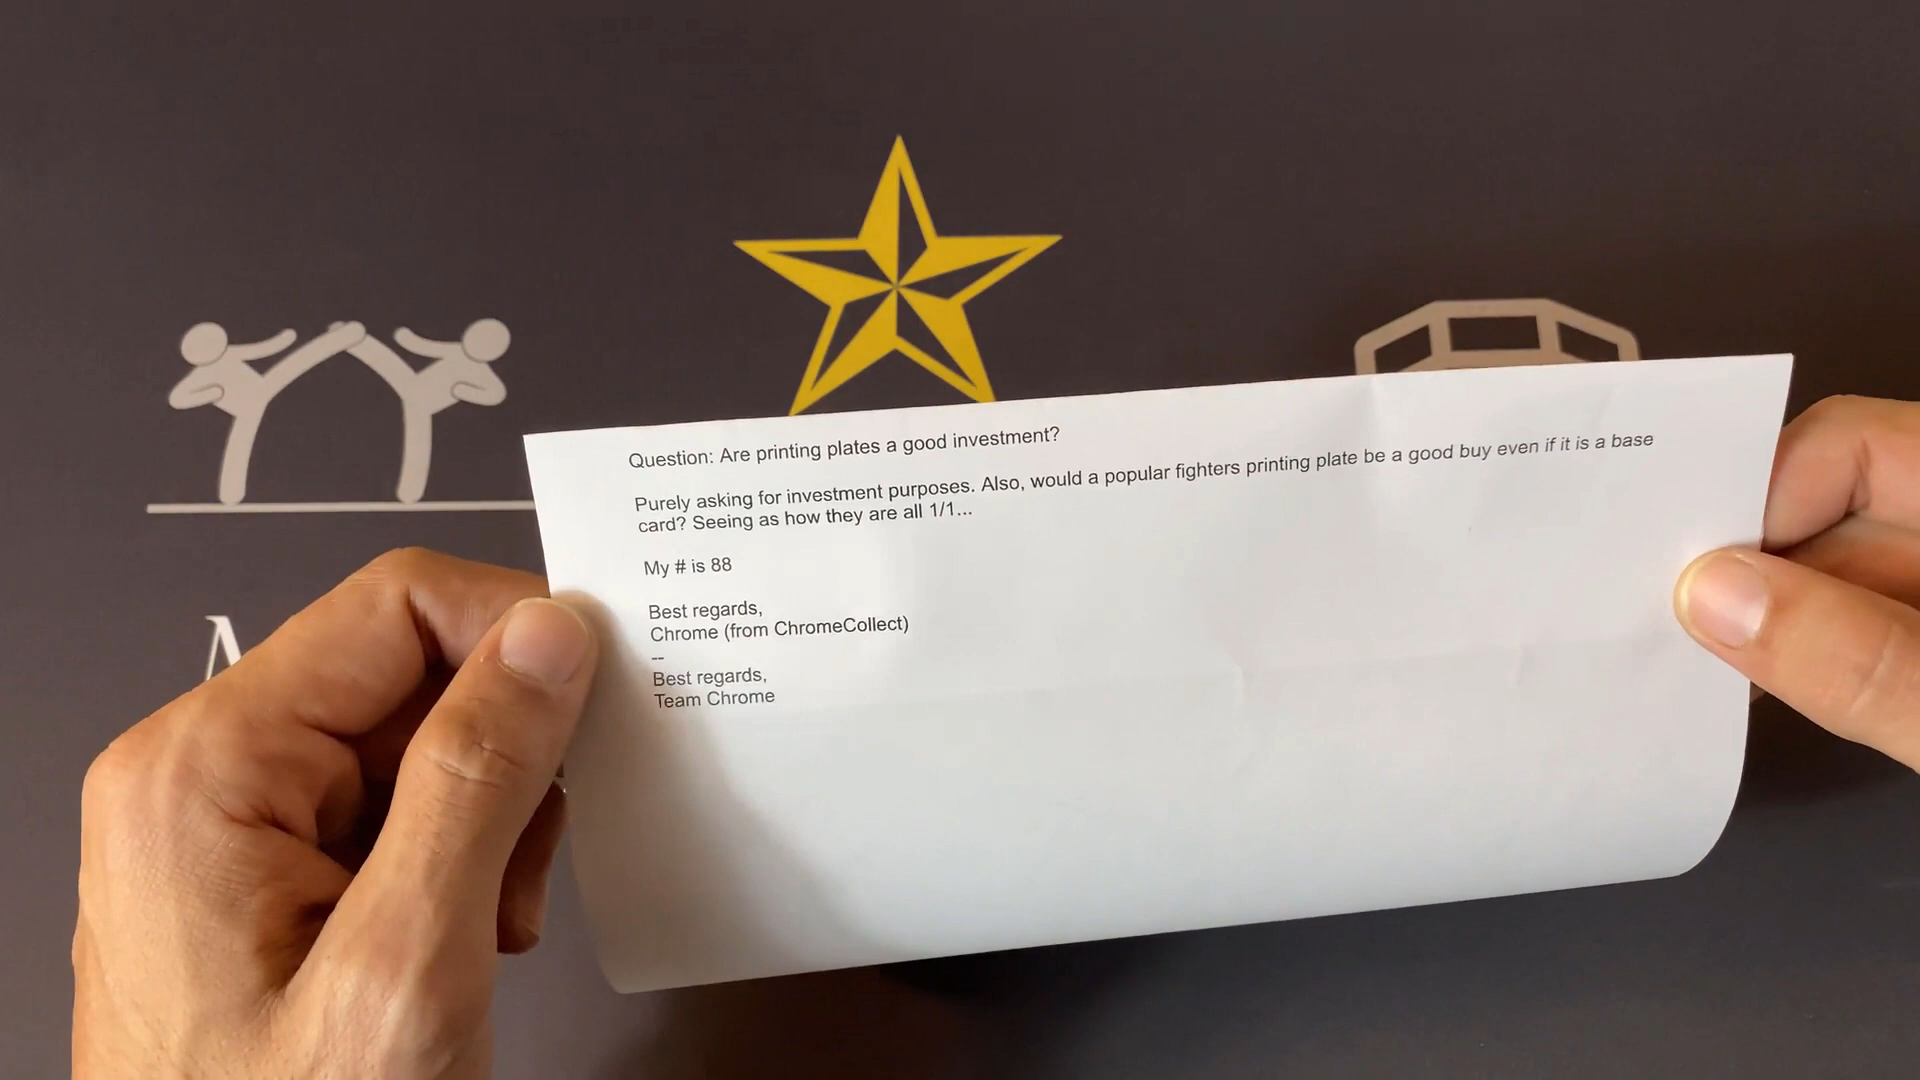 Question: Are printing plates a good investment?
Purely asking for investment purposes. Also, would a popular fighters printing plate be a good buy even if it is a base
card? Seeing as how they are all 1/1...
My # is 88
Best regards,
Chrome (from ChromeCollect)
--
Best regards,
Team Chrome